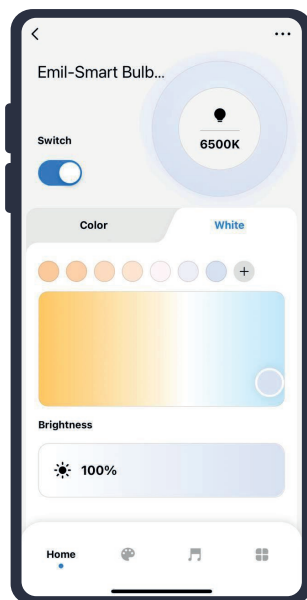 Emil-Smart Bulb...
6500K
Switch
Color
White
+
Brightness
100%
Home